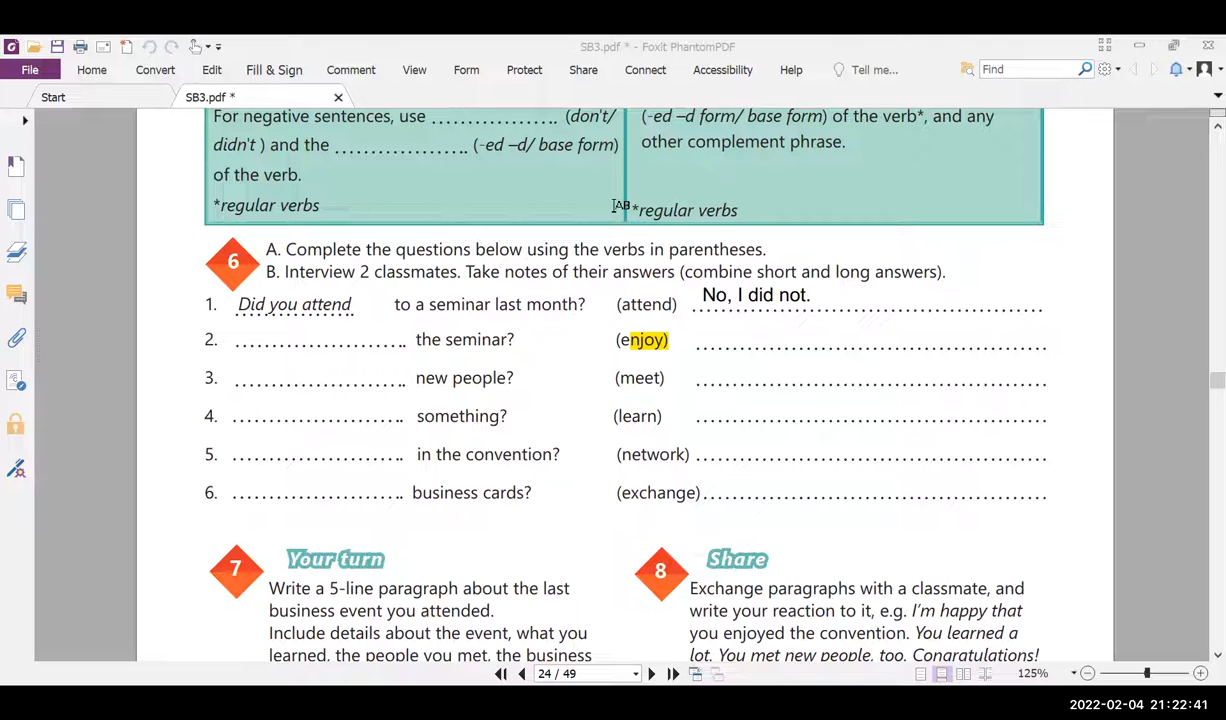 SB3.pdf * - Foxit PhantomPDF
File Home Convert Edit Fill & Sign Comment View Form Protect Share Connect Accessibility Help Tell me... Find
Start SB3.pdf *
For negative sentences, use .................. (don't/
didn't ) and the ................... (-ed –d/ base form)
of the verb.
*regular verbs
(-ed –d form/ base form) of the verb*, and any
other complement phrase.
*regular verbs
6
A. Complete the questions below using the verbs in parentheses.
B. Interview 2 classmates. Take notes of their answers (combine short and long answers).
1. Did you attend to a seminar last month? (attend) No, I did not.
2. ........................ the seminar? (enjoy) ........................
3. ........................ new people? (meet) ........................
4. ........................ something? (learn) ........................
5. ........................ in the convention? (network) ........................
6. ........................ business cards? (exchange) ........................
7 Your turn
Write a 5-line paragraph about the last
business event you attended.
Include details about the event, what you
learned, the people you met, the business
8 Share
Exchange paragraphs with a classmate, and
write your reaction to it, e.g. I'm happy that
you enjoyed the convention. You learned a
lot. You met new people, too. Congratulations!
24 / 49 125%
2022-02-04 21:22:41